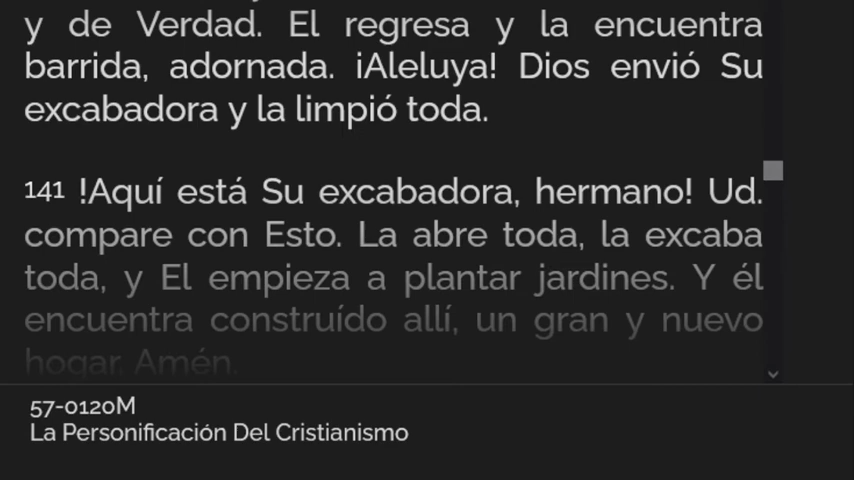 y de Verdad. El regresa y la encuentra
barrida, adornada. ¡Aleluya! Dios envió Su
excabadora y la limpió toda.
141 !Aquí está Su excabadora, hermano! Ud.
compare con Esto. La abre toda, la excaba
toda, y El empieza a plantar jardines. Y él
encuentra construído allí, un gran y nuevo
hogar. Amén.
57-0120M
La Personificación Del Cristianismo